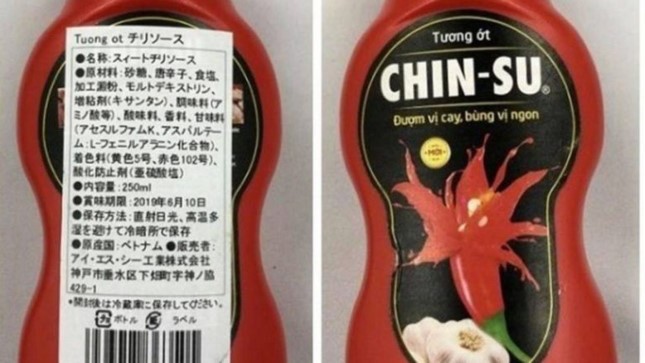 Tuong ot チリソース
●名称:スィートチリソース
●原材料:砂糖、唐辛子、食塩、
加工澱粉、モルトデキストリン、
増粘剤(キサンタン)、調味料(ア
ミノ酸等)、酸味料、香料、甘味料
(アセスルファムK、アスパルテー
ム:L-フェニルアラニン化合物)、
着色料(黄色5号、赤色102号)、
酸化防止剤(亜硫酸塩)
●内容量:250ml
●賞味期限:2019年6月10日
●保存方法:直射日光、高温多
湿を避けて冷暗所で保存
●原産国:ベトナム ●販売者:
アイ・エス・シー工業株式会社
神戸市垂水区下畑町字神ノ脇
429-1
*開封後は冷蔵庫に保存してください。
ボトル ラベル
Tương ớt
CHIN-SU®
Đượm vị cay, bùng vị ngon
MỚI